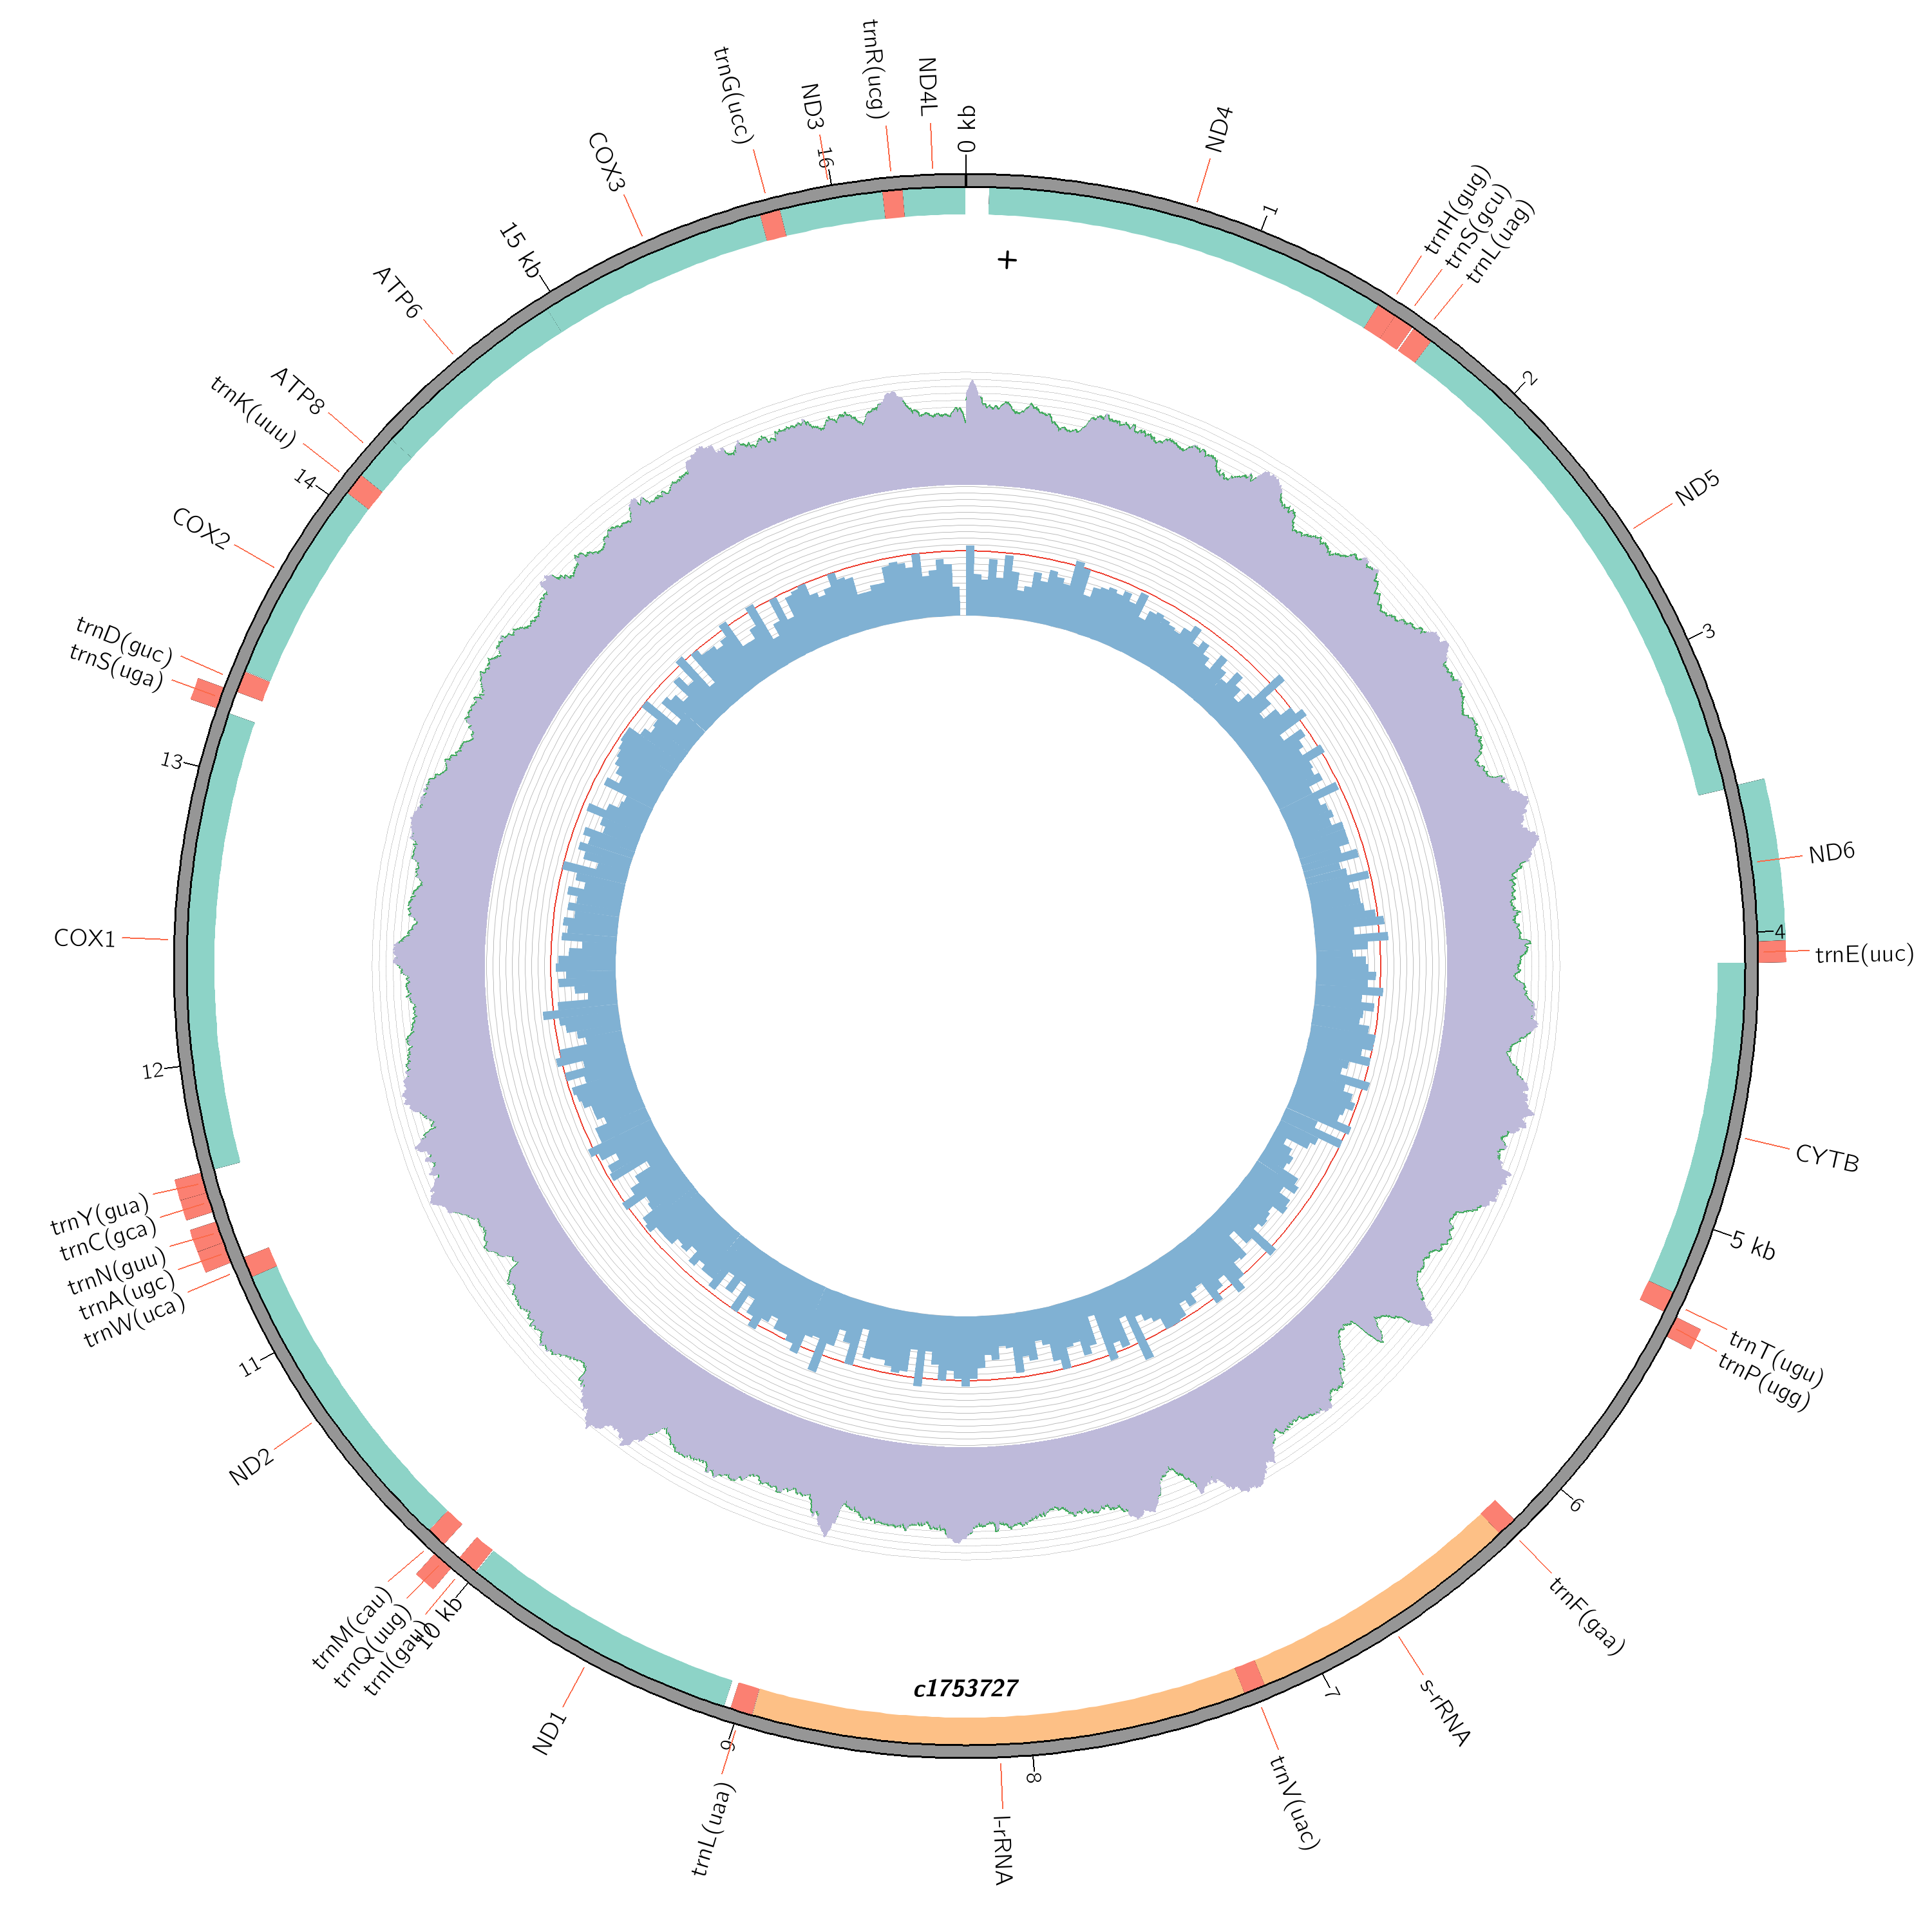 0 kb
ND4
1
trnH(gug)
trnS(gcu)
trnL(uag)
2
ND5
3
ND6
4
trnE(uuc)
CYTB
5 kb
trnT(ugu)
trnP(ugg)
6
trnF(gaa)
s-rRNA
7
trnV(uac)
8
l-rRNA
9
trnL(uaa)
ND1
10 kb
trnI(gau)
trnQ(uug)
trnM(cau)
ND2
11
trnW(uca)
trnA(ugc)
trnN(guu)
trnC(gca)
trnY(gua)
12
COX1
13
trnS(uga)
trnD(guc)
COX2
14
trnK(uuu)
ATP8
ATP6
15 kb
COX3
trnG(ucc)
16
ND3
trnR(ucg)
ND4L
+
c1753727